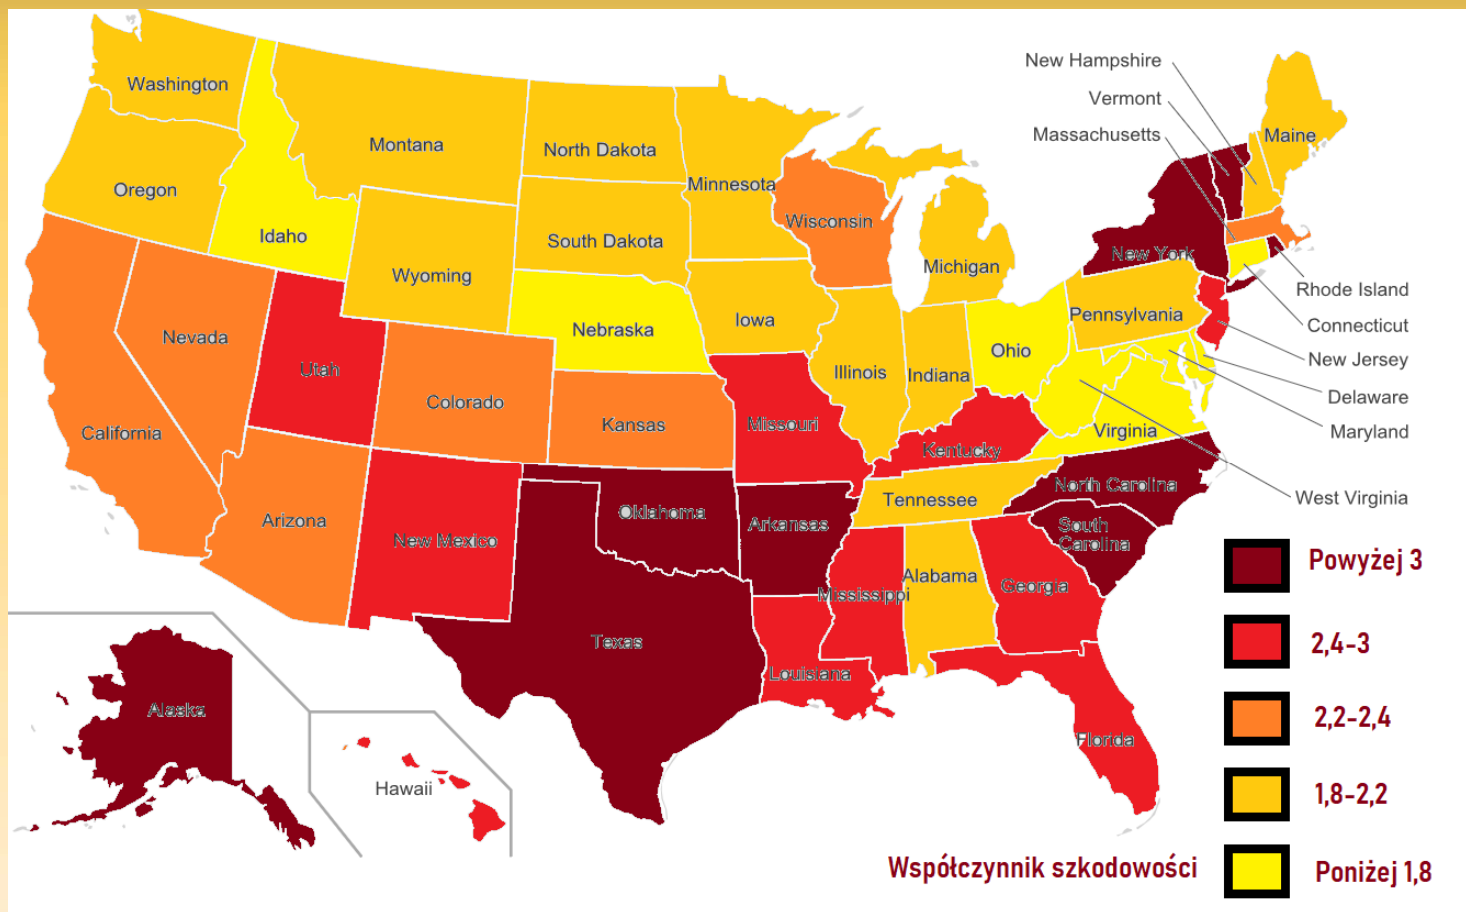 Washington
Oregon
Idaho
Montana
North Dakota
Minnesota
South Dakota
Wyoming
Wisconsin
Michigan
Nebraska
Iowa
Nevada
Utah
Colorado
Kansas
California
Missouri
Illinois
Indiana
Ohio
Kentucky
Pennsylvania
Virginia
New York
Maine
New Hampshire
Vermont
Massachusetts
Rhode Island
Connecticut
New Jersey
Delaware
Maryland
West Virginia
Arizona
New Mexico
Oklahoma
Arkansas
Tennessee
North Carolina
South
Carolina
Texas
Louisiana
Mississippi
Alabama
Georgia
Florida
Alaska
Hawaii
Powyżej 3
2,4-3
2,2-2,4
1,8-2,2
Współczynnik szkodowości
Poniżej 1,8